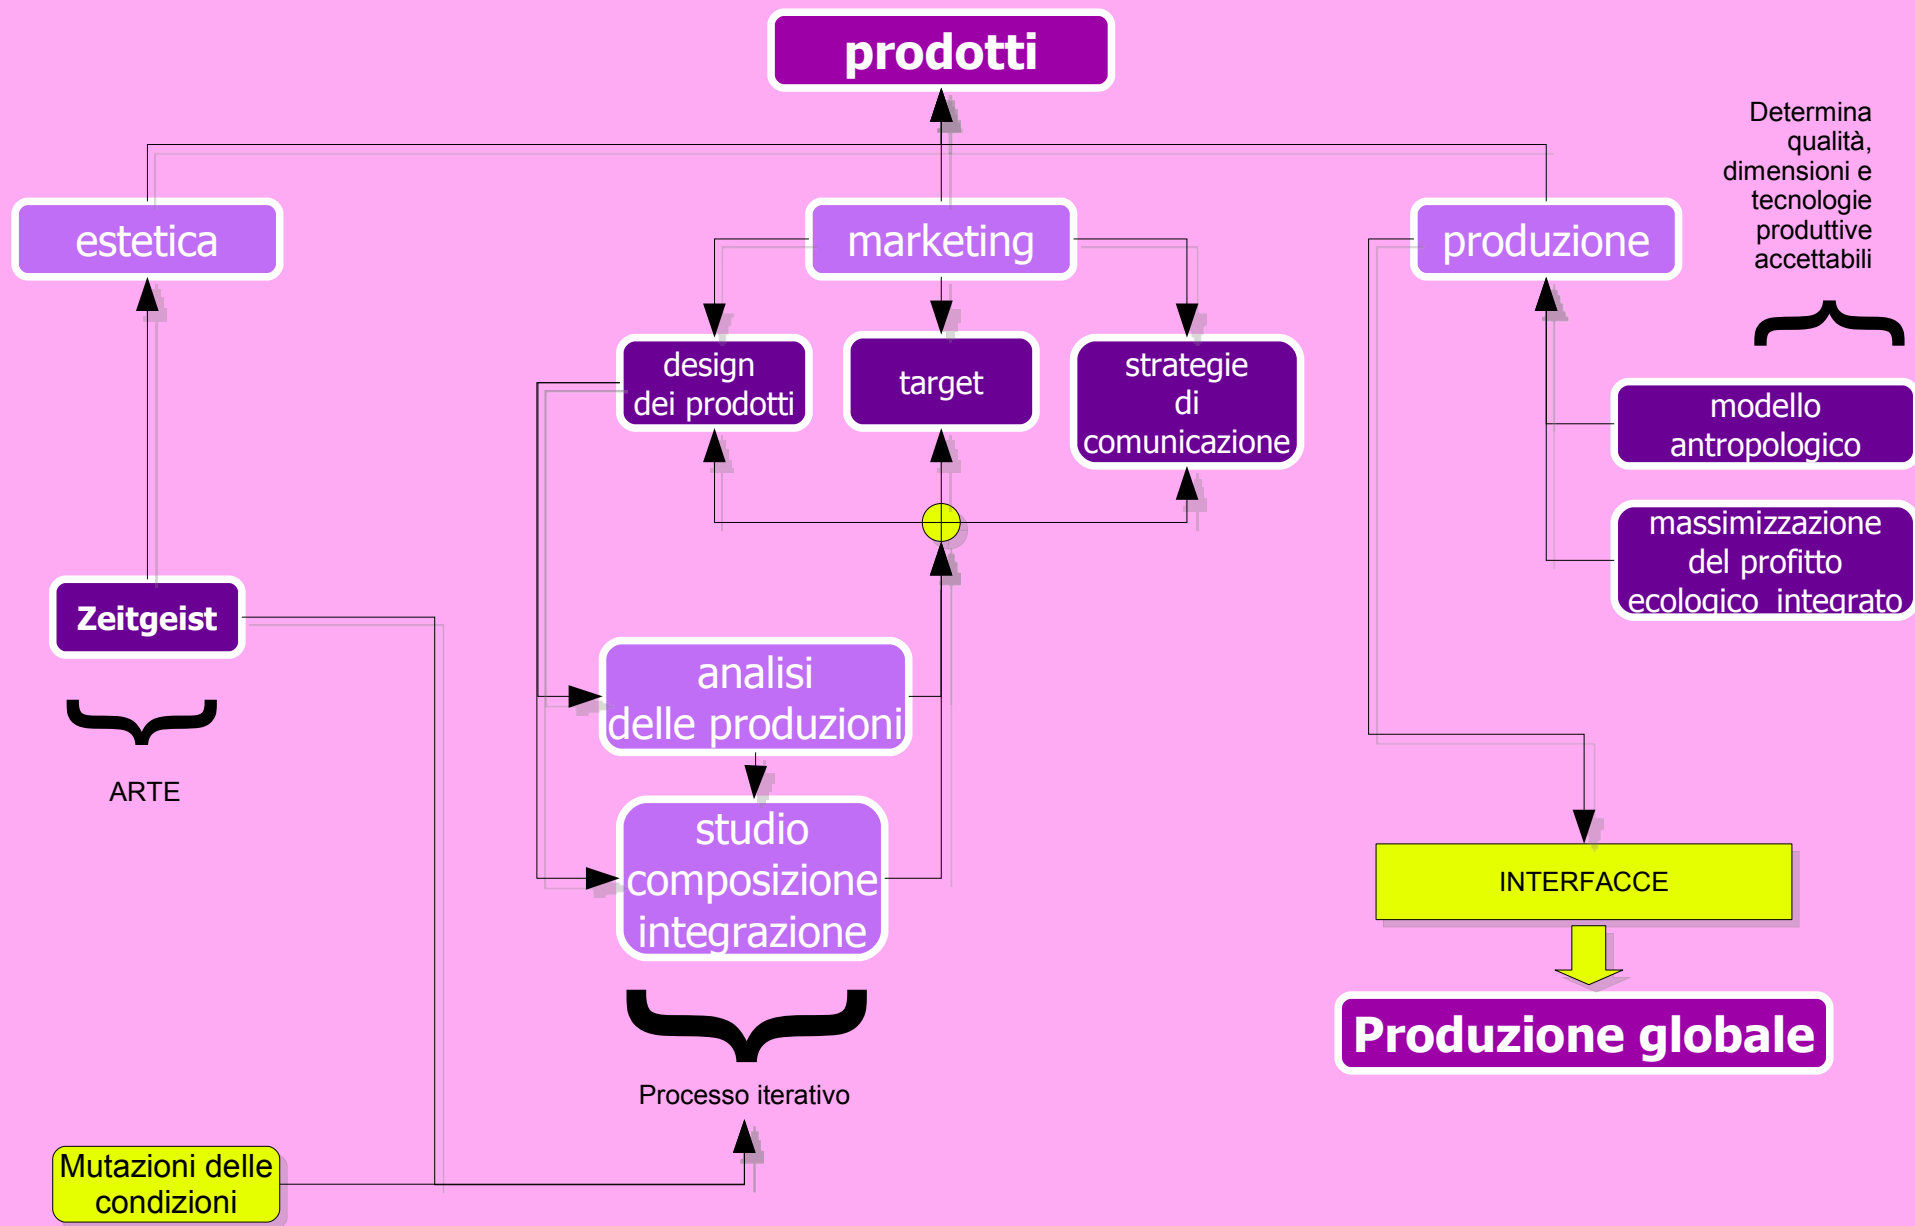 prodotti
Determina
qualità,
dimensioni e
tecnologie
produttive
accettabili
estetica
marketing
produzione
design
dei prodotti
target
strategie
di
comunicazione
modello
antropologico
massimizzazione
del profitto
ecologico integrato
Zeitgeist
ARTE
analisi
delle produzioni
studio
composizione
integrazione
INTERFACCE
Produzione globale
Processo iterativo
Mutazioni delle
condizioni